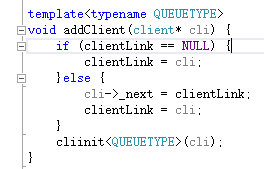 template<typename QUEUETYPE>
void addClient(client* cli) {
    if (clientLink == NULL) {
        clientLink = cli;
    }else {
        cli->_next = clientLink;
        clientLink = cli;
    }
    cliinit<QUEUETYPE>(cli);
}